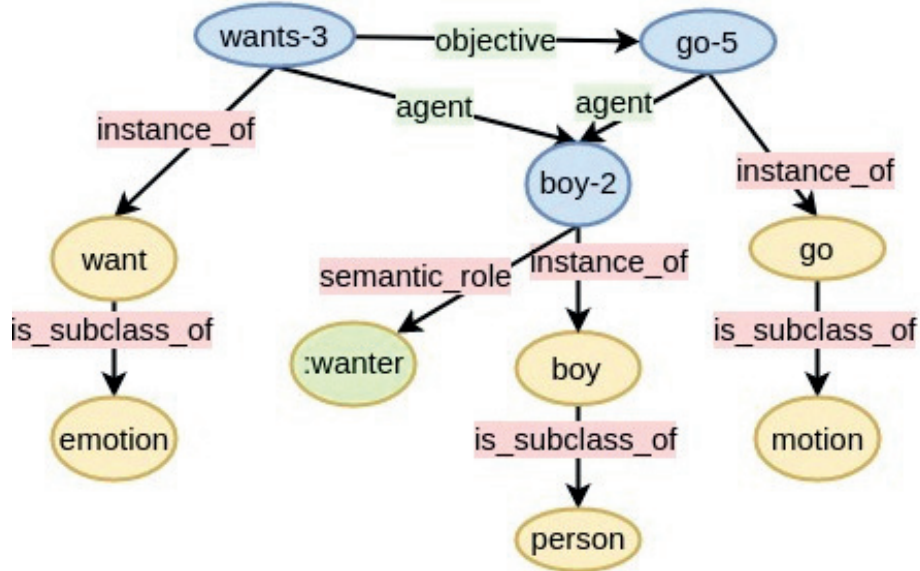 wants-3
objective
go-5
agent
agent
instance_of
instance_of
boy-2
want
go
semantic_role
instance_of
is_subclass_of
is_subclass_of
:wanter
boy
emotion
is_subclass_of
motion
person